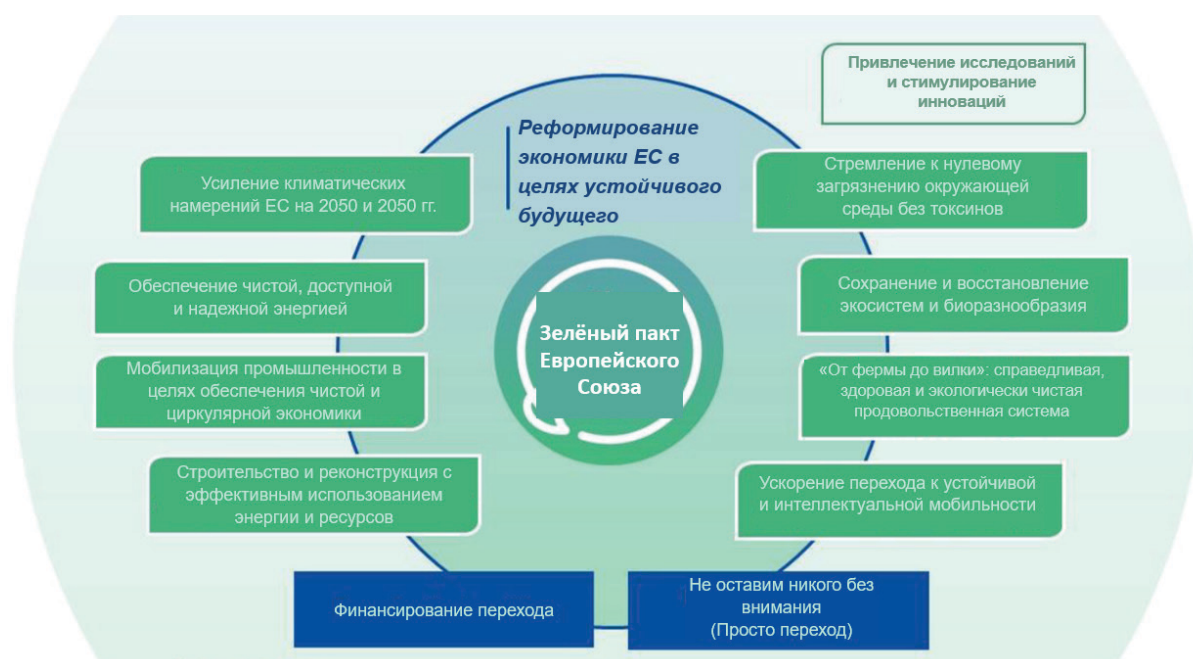 Привлечение исследований
и стимулирование
инноваций
Реформирование
экономики ЕС в
целях устойчивого
будущего
Усиление климатических
намерений ЕС на 2050 и 2050 гг.
Стремление к нулевому
загрязнению окружающей
среды без токсинов
Обеспечение чистой, доступной
и надежной энергией
Сохранение и восстановление
экосистем и биоразнообразия
Зелёный пакт
Европейского
Союза
Мобилизация промышленности в
целях обеспечения чистой и
циркулярной экономики
«От фермы до вилки»: справедливая,
здоровая и экологически чистая
продовольственная система
Строительство и реконструкция с
эффективным использованием
энергии и ресурсов
Ускорение перехода к устойчивой
и интеллектуальной мобильности
Финансирование перехода
Не оставим никого без
внимания
(Просто переход)